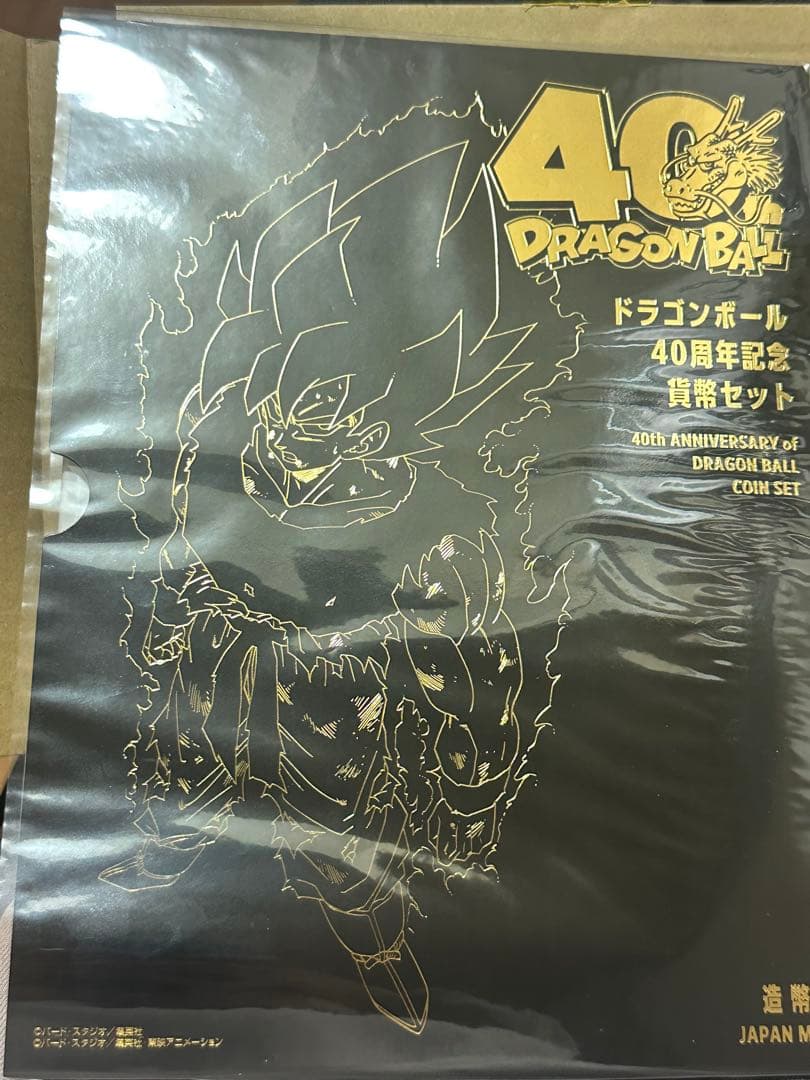 40th
DRAGON BALL
ドラゴンボール
40周年記念
貨幣セット
40th ANNIVERSARY of
DRAGON BALL
COIN SET
造幣
JAPAN M
©バード・スタジオ／集英社
©バード・スタジオ／集英社 東映アニメーション